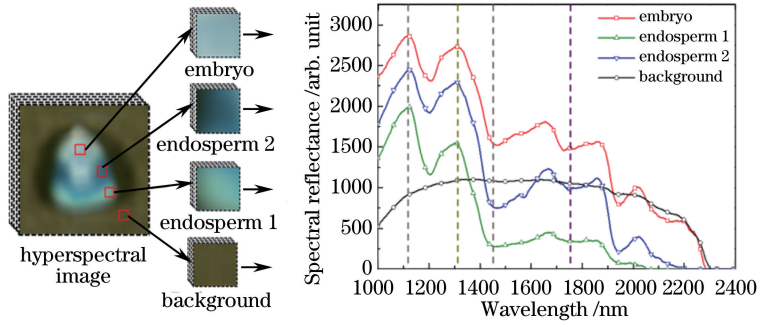 embryo
endosperm 2
endosperm 1
background
hyperspectral
image
Spectral reflectance /arb. unit
3000
2500
2000
1500
1000
500
0
embryo
endosperm 1
endosperm 2
background
1000 1200 1400 1600 1800 2000 2200 2400
Wavelength /nm